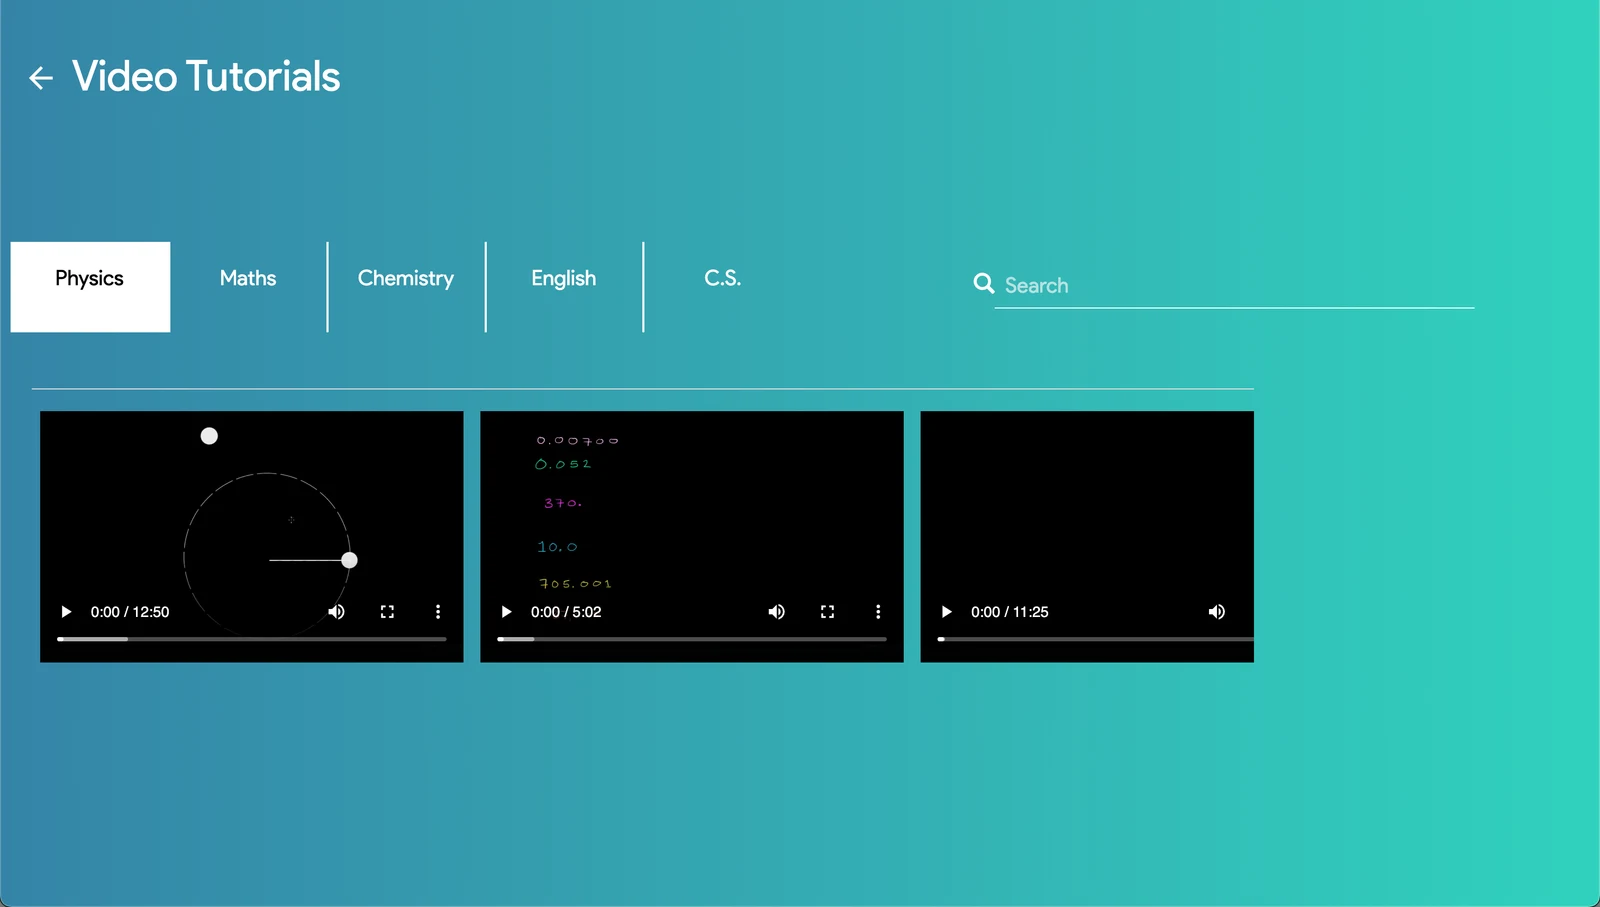 Video Tutorials
Physics
Maths
Chemistry
English
C.S.
Search
0:00 / 12:50
0.00700
0.052
370.
10.0
705.001
0:00 / 5:02
0:00 / 11:25